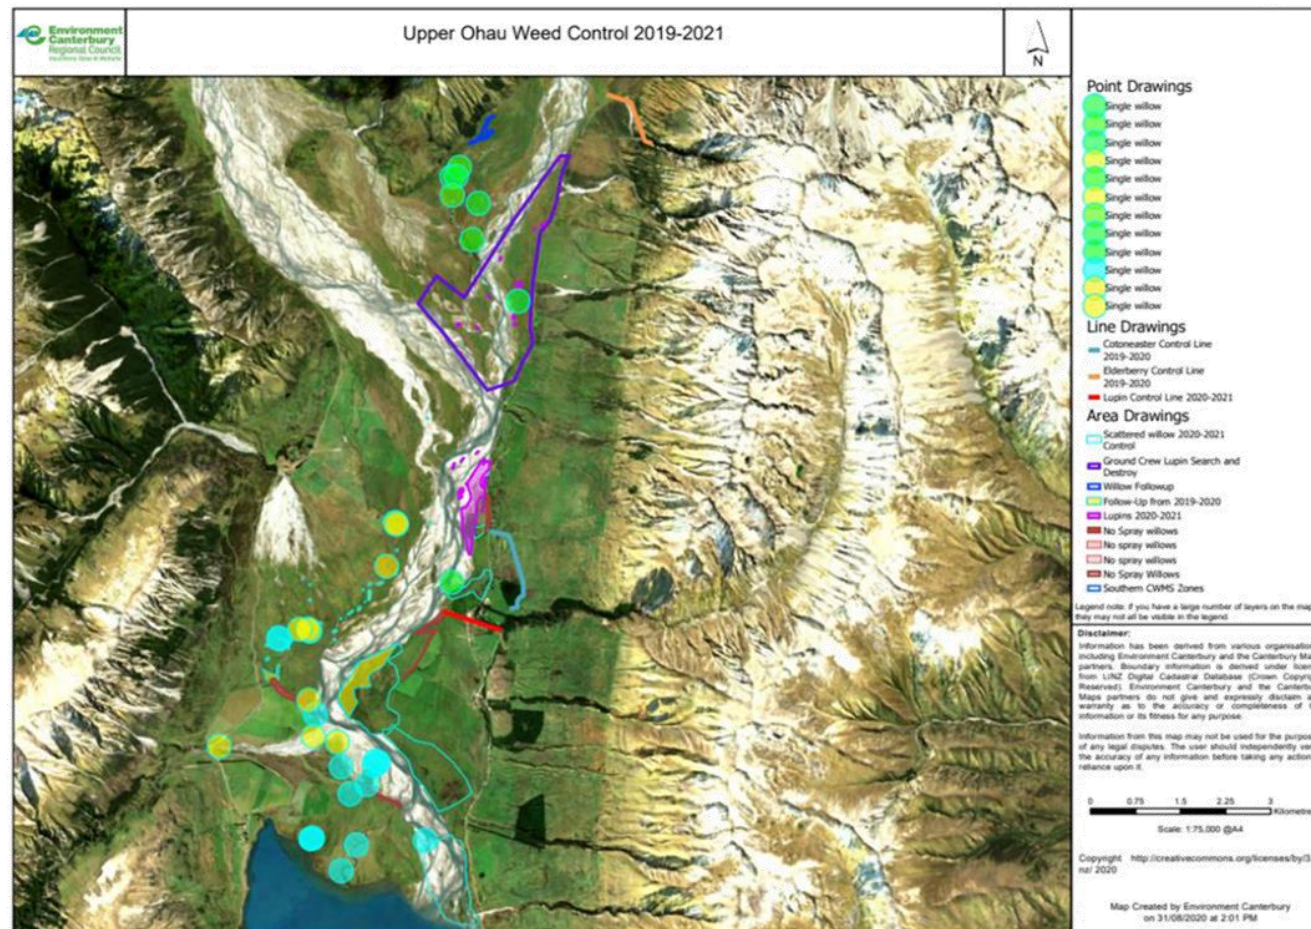 Environment
Canterbury
Regional Council
Upper Ohau Weed Control 2019-2021
N
Point Drawings
Single willow
Single willow
Single willow
Single willow
Single willow
Single willow
Single willow
Single willow
Single willow
Single willow
Single willow
Single willow
Line Drawings
Cotoneaster Control Line
2019-2020
Elderberry Control Line
2019-2020
Lupin Control Line 2020-2021
Area Drawings
Scattered willow 2020-2021
Control
Ground Crew Lupin Search and
Destroy
Willow Followup
Follow-Up from 2019-2020
Lupins 2020-2021
No Spray willows
No spray willows
No spray willows
No Spray Willows
Southern CWMS Zones
Legend note: if you have a large number of layers on the map
they may not all be visible in the legend
Disclaimer:
Information has been derived from various
including Environment Canterbury and the Canterbury
partners. Boundary information is derived under
from LINZ Digital Cadastral Database (Crown
Reserved). Environment Canterbury and the
Maps partners do not give and expressly disclaim
warranty as to the accuracy or completeness of
information or its fitness for any purpose.
Information from this map may not be used for the
of any legal disputes. The user should independently
the accuracy of any information before taking any
reliance upon it.
0 0.75 1.5 2.25 3
Scale: 1:75,000 @A4
Copyright http://creativecommons.org/licenses/by/3
nz/ 2020
Map Created by Environment Canterbury
on 31/08/2020 at 2:01 PM